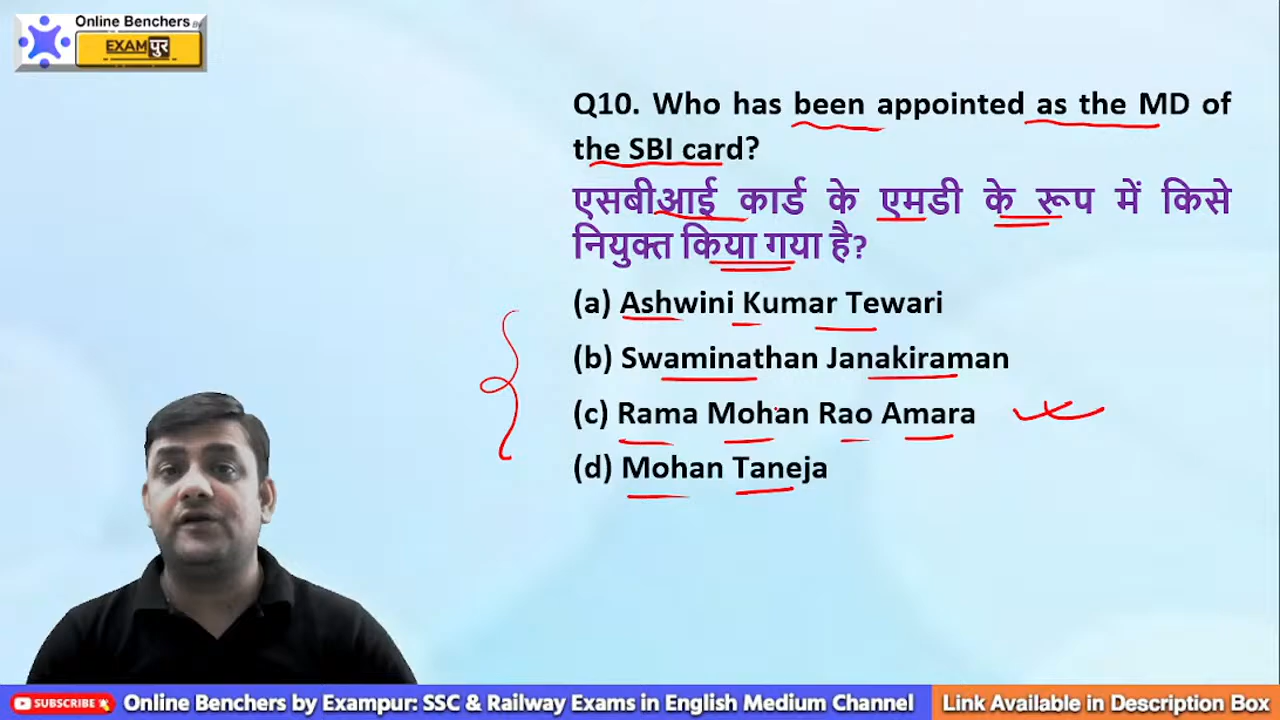 Online Benchers BY
EXAMपुर
Q10. Who has been appointed as the MD of
the SBI card?
एसबीआई कार्ड के एमडी के रूप में किसे
नियुक्त किया गया है?
(a) Ashwini Kumar Tewari
(b) Swaminathan Janakiraman
(c) Rama Mohan Rao Amara
(d) Mohan Taneja
SUBSCRIBE Online Benchers by Exampur: SSC & Railway Exams in English Medium Channel Link Available in Description Box